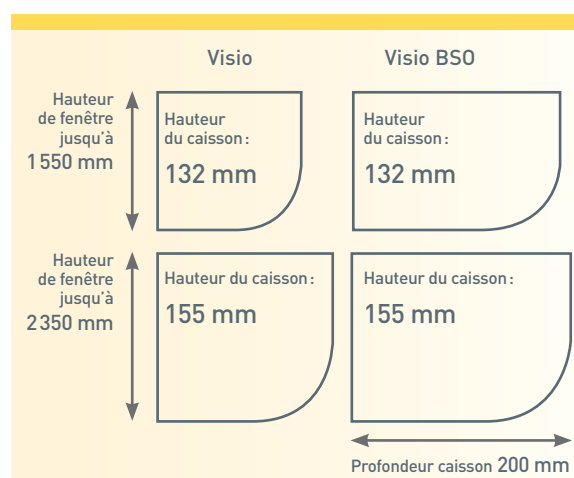 Visio
Visio BSO
Hauteur
de fenêtre
jusqu'à
1 550 mm
Hauteur
du caisson :
132 mm
Hauteur
du caisson :
132 mm
Hauteur
de fenêtre
jusqu'à
2 350 mm
Hauteur du caisson :
155 mm
Hauteur du caisson :
155 mm
Profondeur caisson 200 mm